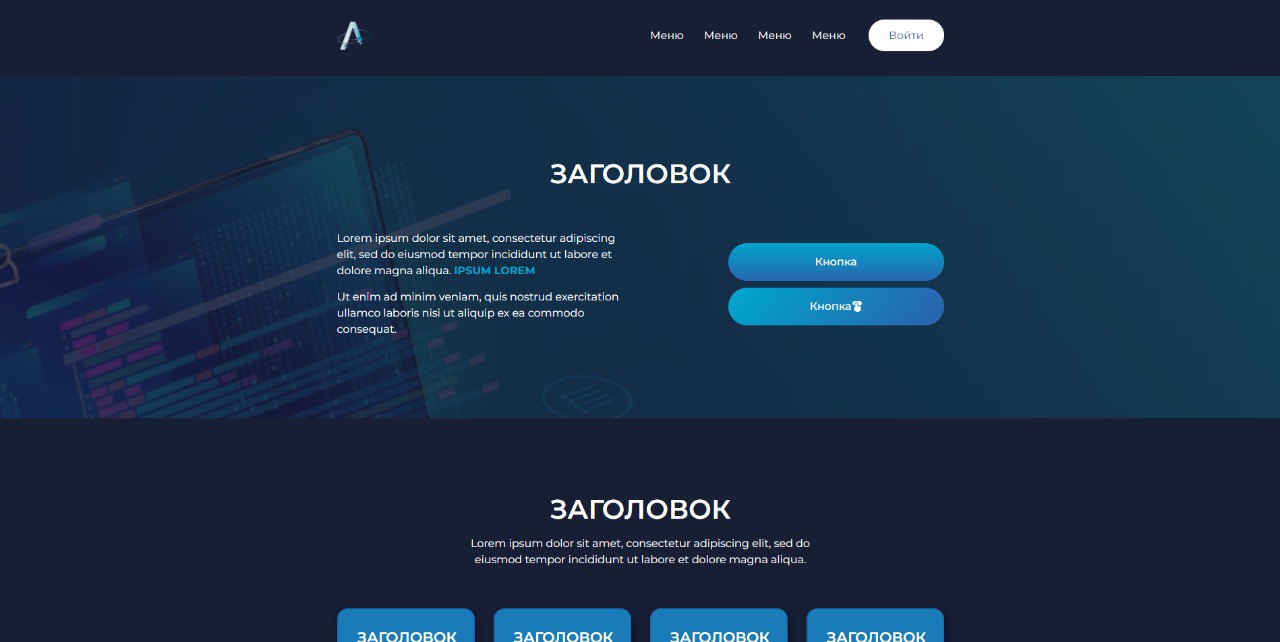 Меню Меню Меню Меню Войти
ЗАГОЛОВОК
Lorem ipsum dolor sit amet, consectetur adipiscing
elit, sed do eiusmod tempor incididunt ut labore et
dolore magna aliqua. IPSUM LOREM
Ut enim ad minim veniam, quis nostrud exercitation
ullamco laboris nisi ut aliquip ex ea commodo
consequat.
Кнопка
Кнопка
ЗАГОЛОВОК
Lorem ipsum dolor sit amet, consectetur adipiscing elit, sed do
eiusmod tempor incididunt ut labore et dolore magna aliqua.
ЗАГОЛОВОК ЗАГОЛОВОК ЗАГОЛОВОК ЗАГОЛОВОК